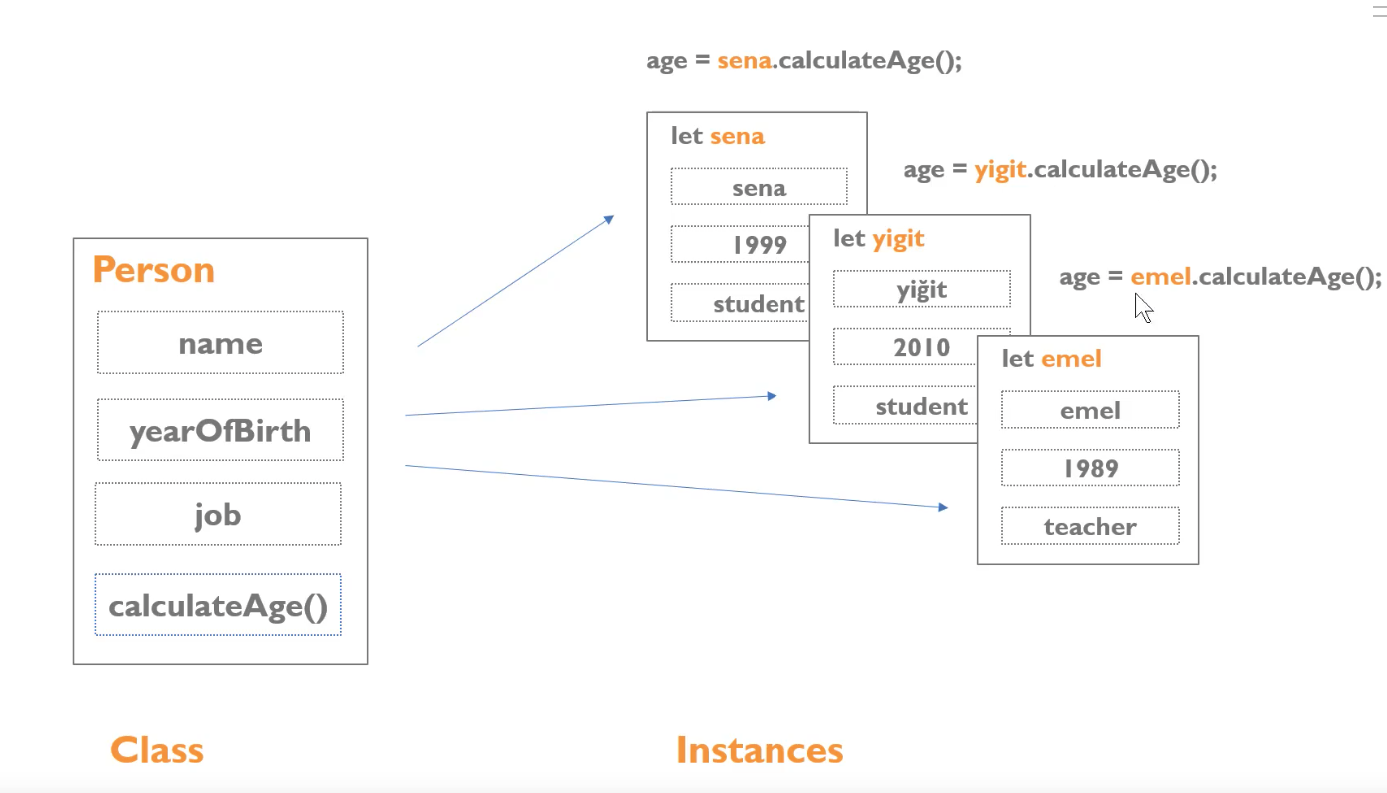 age = sena.calculateAge();
let sena
sena
1999
student
age = yigit.calculateAge();
let yigit
yiğit
2010
student
age = emel.calculateAge();
let emel
emel
1989
teacher
Person
name
yearOfBirth
job
calculateAge()
Class
Instances